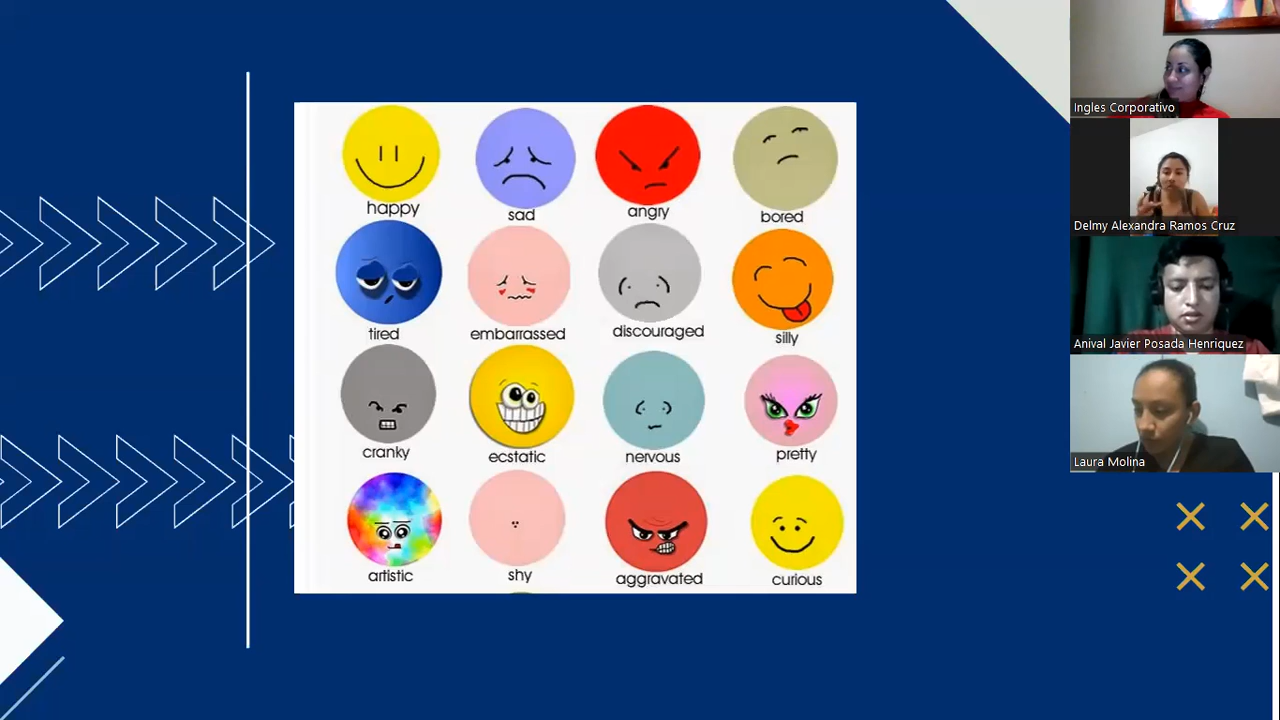 happy
sad
angry
bored
tired
embarrassed
discouraged
silly
cranky
ecstatic
nervous
pretty
artistic
shy
aggravated
curious
Ingles Corporativo
Delmy Alexandra Ramos Cruz
Anival Javier Posada Henriquez
Laura Molina